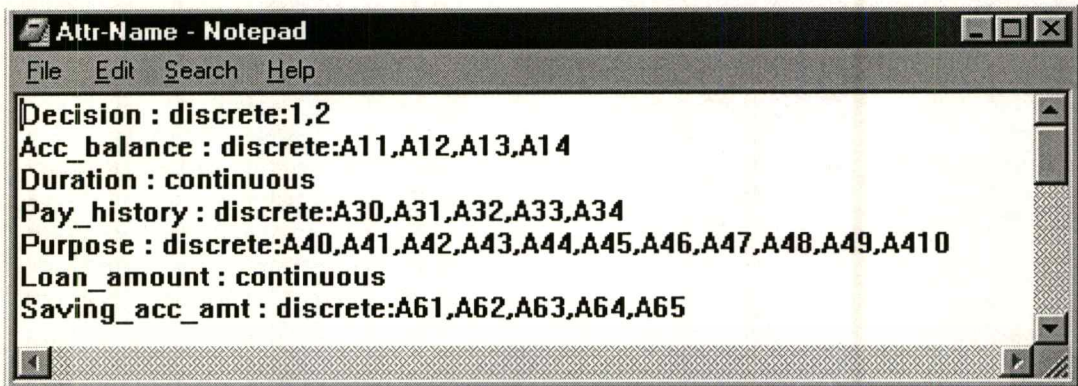 Attr-Name - Notepad
File Edit Search Help
Decision : discrete:1,2
Acc_balance : discrete:A11,A12,A13,A14
Duration : continuous
Pay_history : discrete:A30,A31,A32,A33,A34
Purpose : discrete:A40,A41,A42,A43,A44,A45,A46,A47,A48,A49,A410
Loan_amount : continuous
Saving_acc_amt : discrete:A61,A62,A63,A64,A65